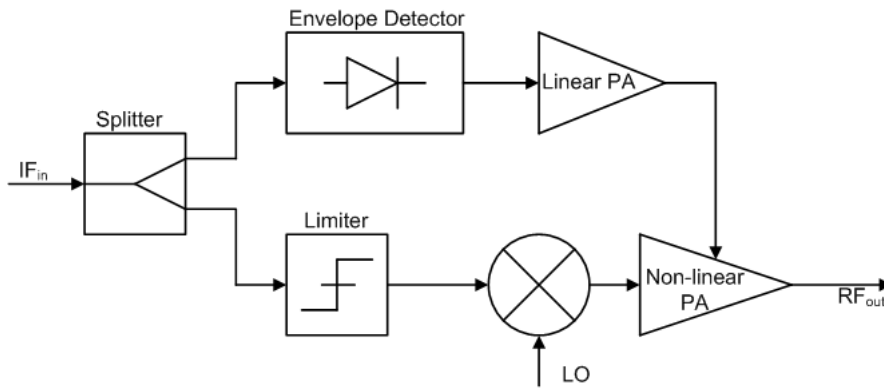 Envelope Detector
Linear PA
Splitter
IFin
Limiter
Non-linear
PA
RFout
LO